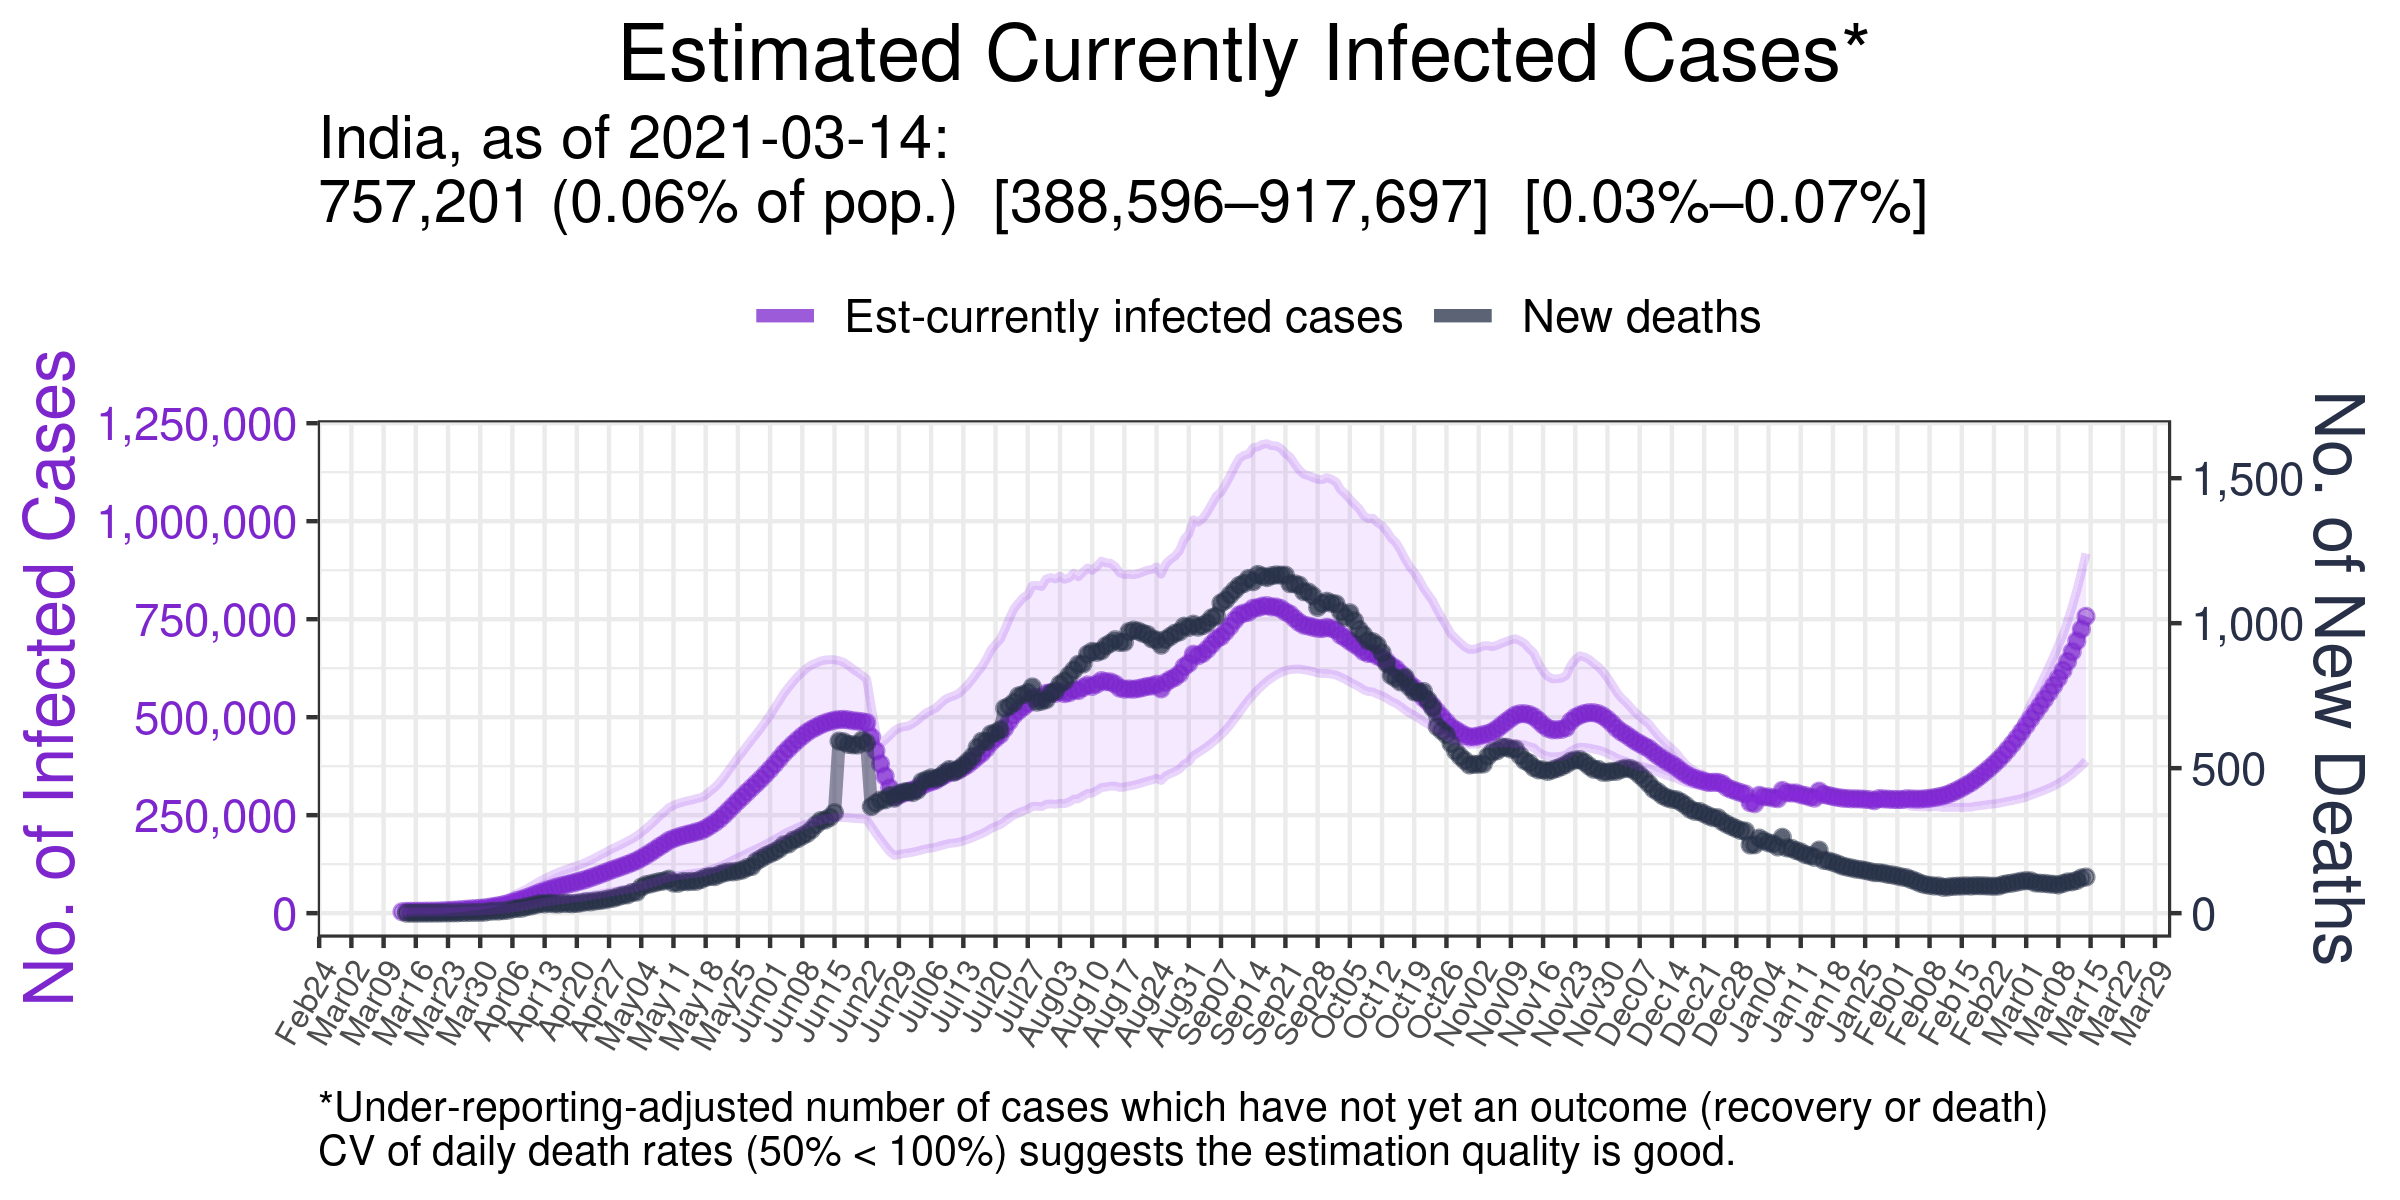 Estimated Currently Infected Cases*
India, as of 2021-03-14:
757,201 (0.06% of pop.) [388,596–917,697] [0.03%–0.07%]
Est-currently infected cases New deaths
No. of Infected Cases
1,250,000
1,000,000
750,000
500,000
250,000
0
1,500
1,000
500
0
No. of New Deaths
Feb24 Mar02 Mar09 Mar16 Mar23 Mar30 Apr06 Apr13 Apr20 Apr27 May04 May11 May18 May25 Jun01 Jun08 Jun15 Jun22 Jun29 Jul06 Jul13 Jul20 Jul27 Aug03 Aug10 Aug17 Aug24 Aug31 Sep07 Sep14 Sep21 Sep28 Oct05 Oct12 Oct19 Oct26 Nov02 Nov09 Nov16 Nov23 Nov30 Dec07 Dec14 Dec21 Dec28 Jan04 Jan11 Jan18 Jan25 Feb01 Feb08 Feb15 Feb22 Mar01 Mar08 Mar15 Mar22 Mar29
*Under-reporting-adjusted number of cases which have not yet an outcome (recovery or death)
CV of daily death rates (50% < 100%) suggests the estimation quality is good.